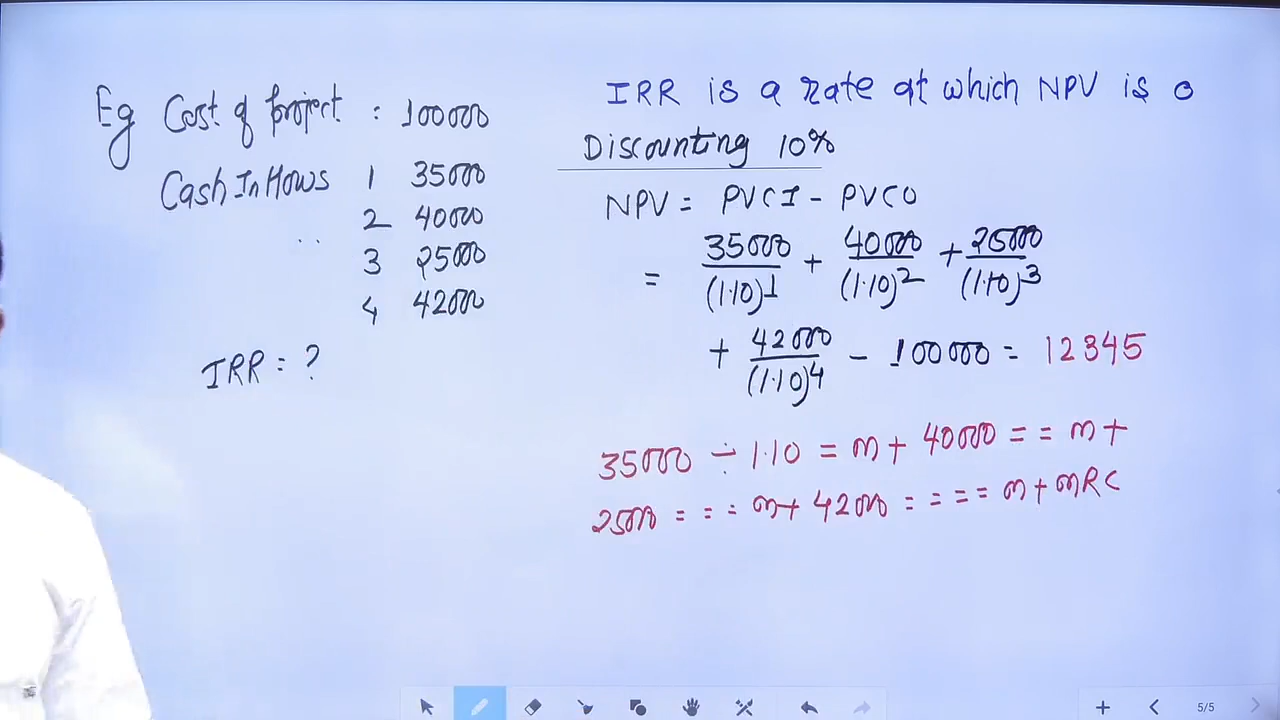 Eg Cost of project : 100000
Cash Inflows 1 35000
2 40000
3 25000
4 42000
IRR = ?
IRR is a rate at which NPV is 0
Discounting 10%
NPV = PVCI - PVCO
= 35000/(1.10)1 + 40000/(1.10)2 + 25000/(1.10)3
+ 42000/(1.10)4 - 100000 = 12345
35000 ÷ 1.10 = m+ 40000 = = m+
25000 = = = m+ 42000 = = = = m+ mRC
5/5